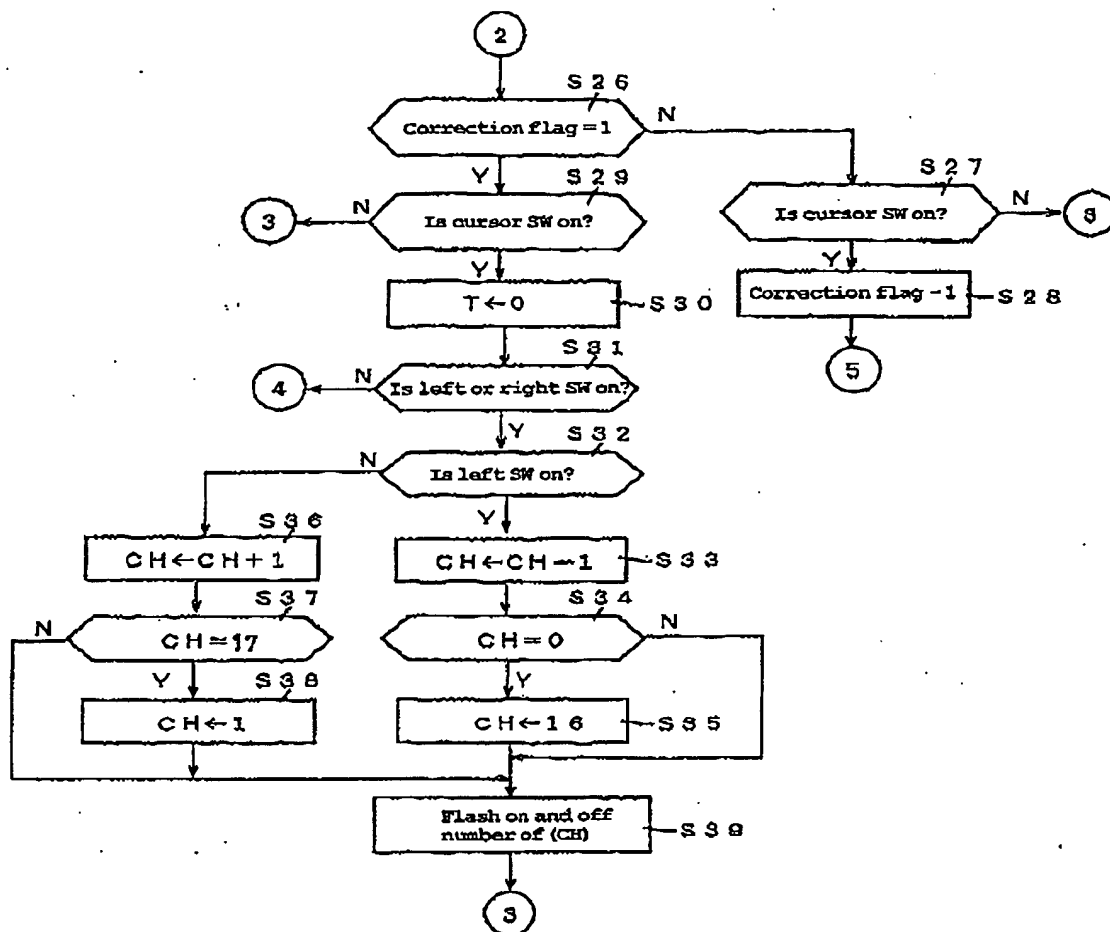 2
S26
Correction flag = 1
N
Y
S29
S27
N
Is cursor SW on?
3
Is cursor SW on?
N
3
Y
Y
T←0
S30
Correction flag -1
S28
S31
5
4
N
Is left or right SW on?
Y
S32
N
Is left SW on?
S36
Y
CH←CH+1
CH←CH-1
S33
S37
S34
N
CH=17
CH=0
N
Y
S38
Y
CH←1
CH←16
S35
Flash on and off
number of (CH)
S39
3